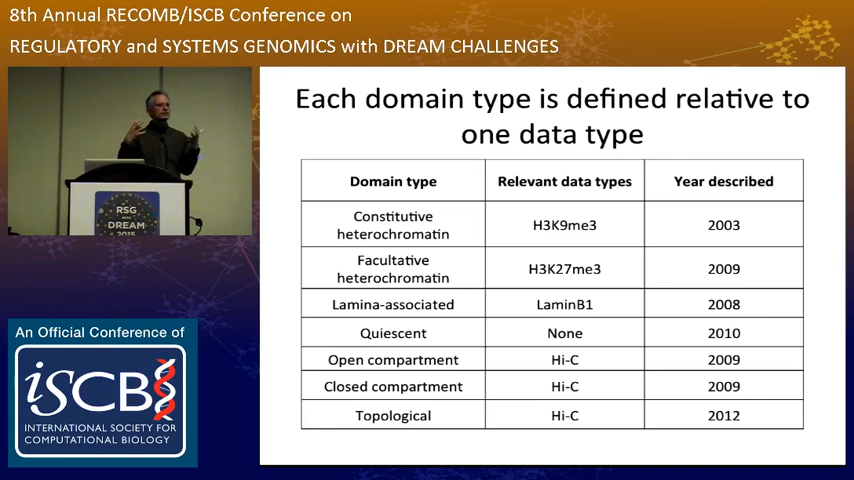 8th Annual RECOMB/ISCB Conference on
REGULATORY and SYSTEMS GENOMICS with DREAM CHALLENGES
RSG
with
DREAM
2015
An Official Conference of
iSCB
INTERNATIONAL SOCIETY FOR
COMPUTATIONAL BIOLOGY
Each domain type is defined relative to
one data type
Domain type Relevant data types Year described
Constitutive
heterochromatin H3K9me3 2003
Facultative
heterochromatin H3K27me3 2009
Lamina-associated LaminB1 2008
Quiescent None 2010
Open compartment Hi-C 2009
Closed compartment Hi-C 2009
Topological Hi-C 2012